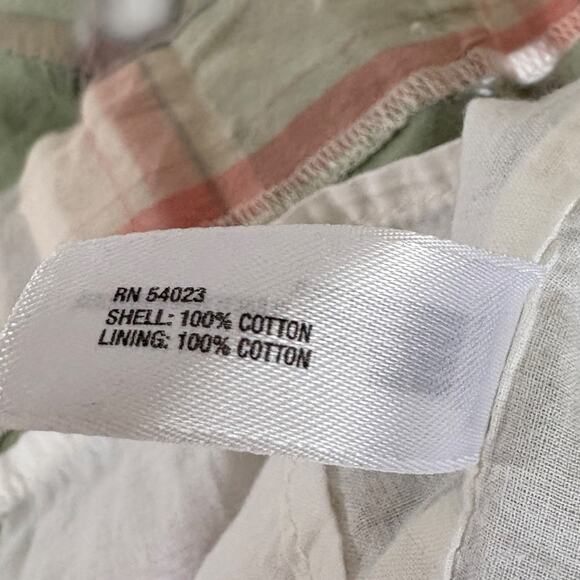 RN 54023
SHELL: 100% COTTON
LINING: 100% COTTON